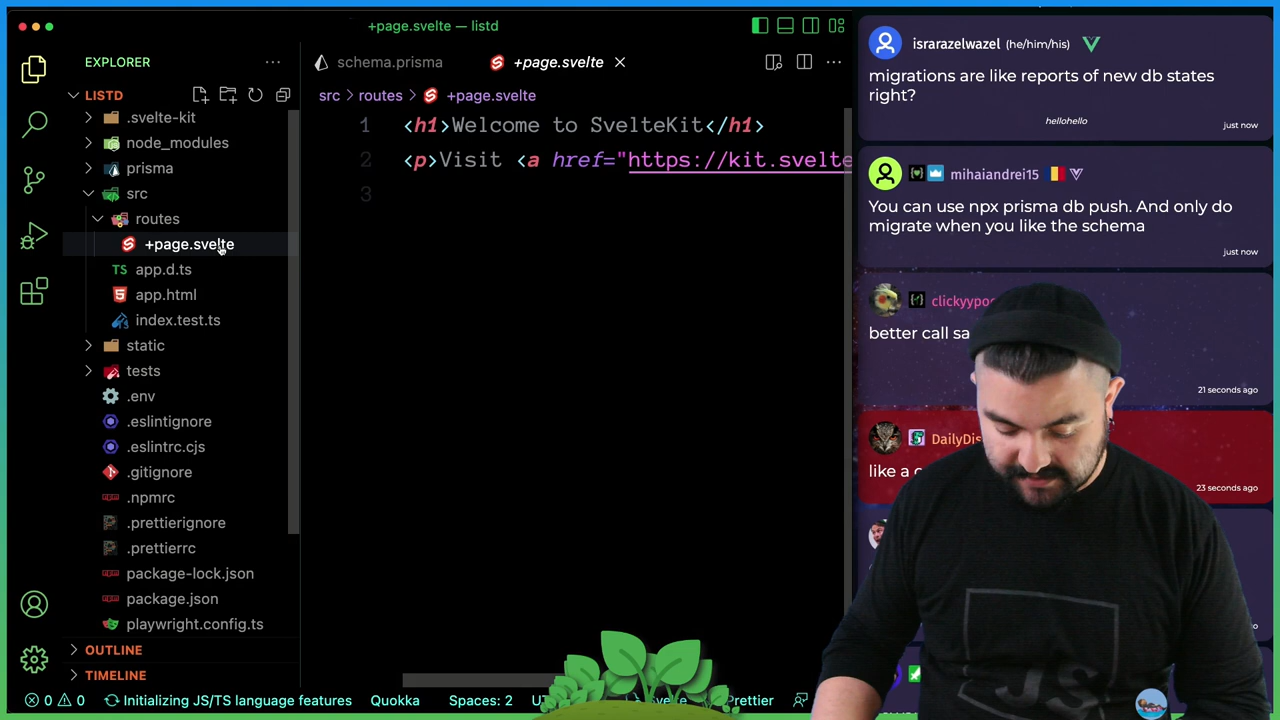 +page.svelte — listd
EXPLORER
LISTD
.svelte-kit
node_modules
prisma
src
routes
+page.svelte
TS app.d.ts
app.html
index.test.ts
static
tests
.env
.eslintignore
.eslintrc.cjs
.gitignore
.npmrc
.prettierignore
.prettierrc
package-lock.json
package.json
playwright.config.ts
OUTLINE
TIMELINE
schema.prisma
+page.svelte
src > routes > +page.svelte
1 <h1>Welcome to SvelteKit</h1>
2 <p>Visit <a href="https://kit.svelte
3
0 0 Initializing JS/TS language features Quokka Spaces: 2 Prettier
israrazelwazel (he/him/his)
migrations are like reports of new db states
right?
hellohello
just now
mihaiandrei15
You can use npx prisma db push. And only do
migrate when you like the schema
just now
better call
21 seconds ago
like a
23 seconds ago
JS